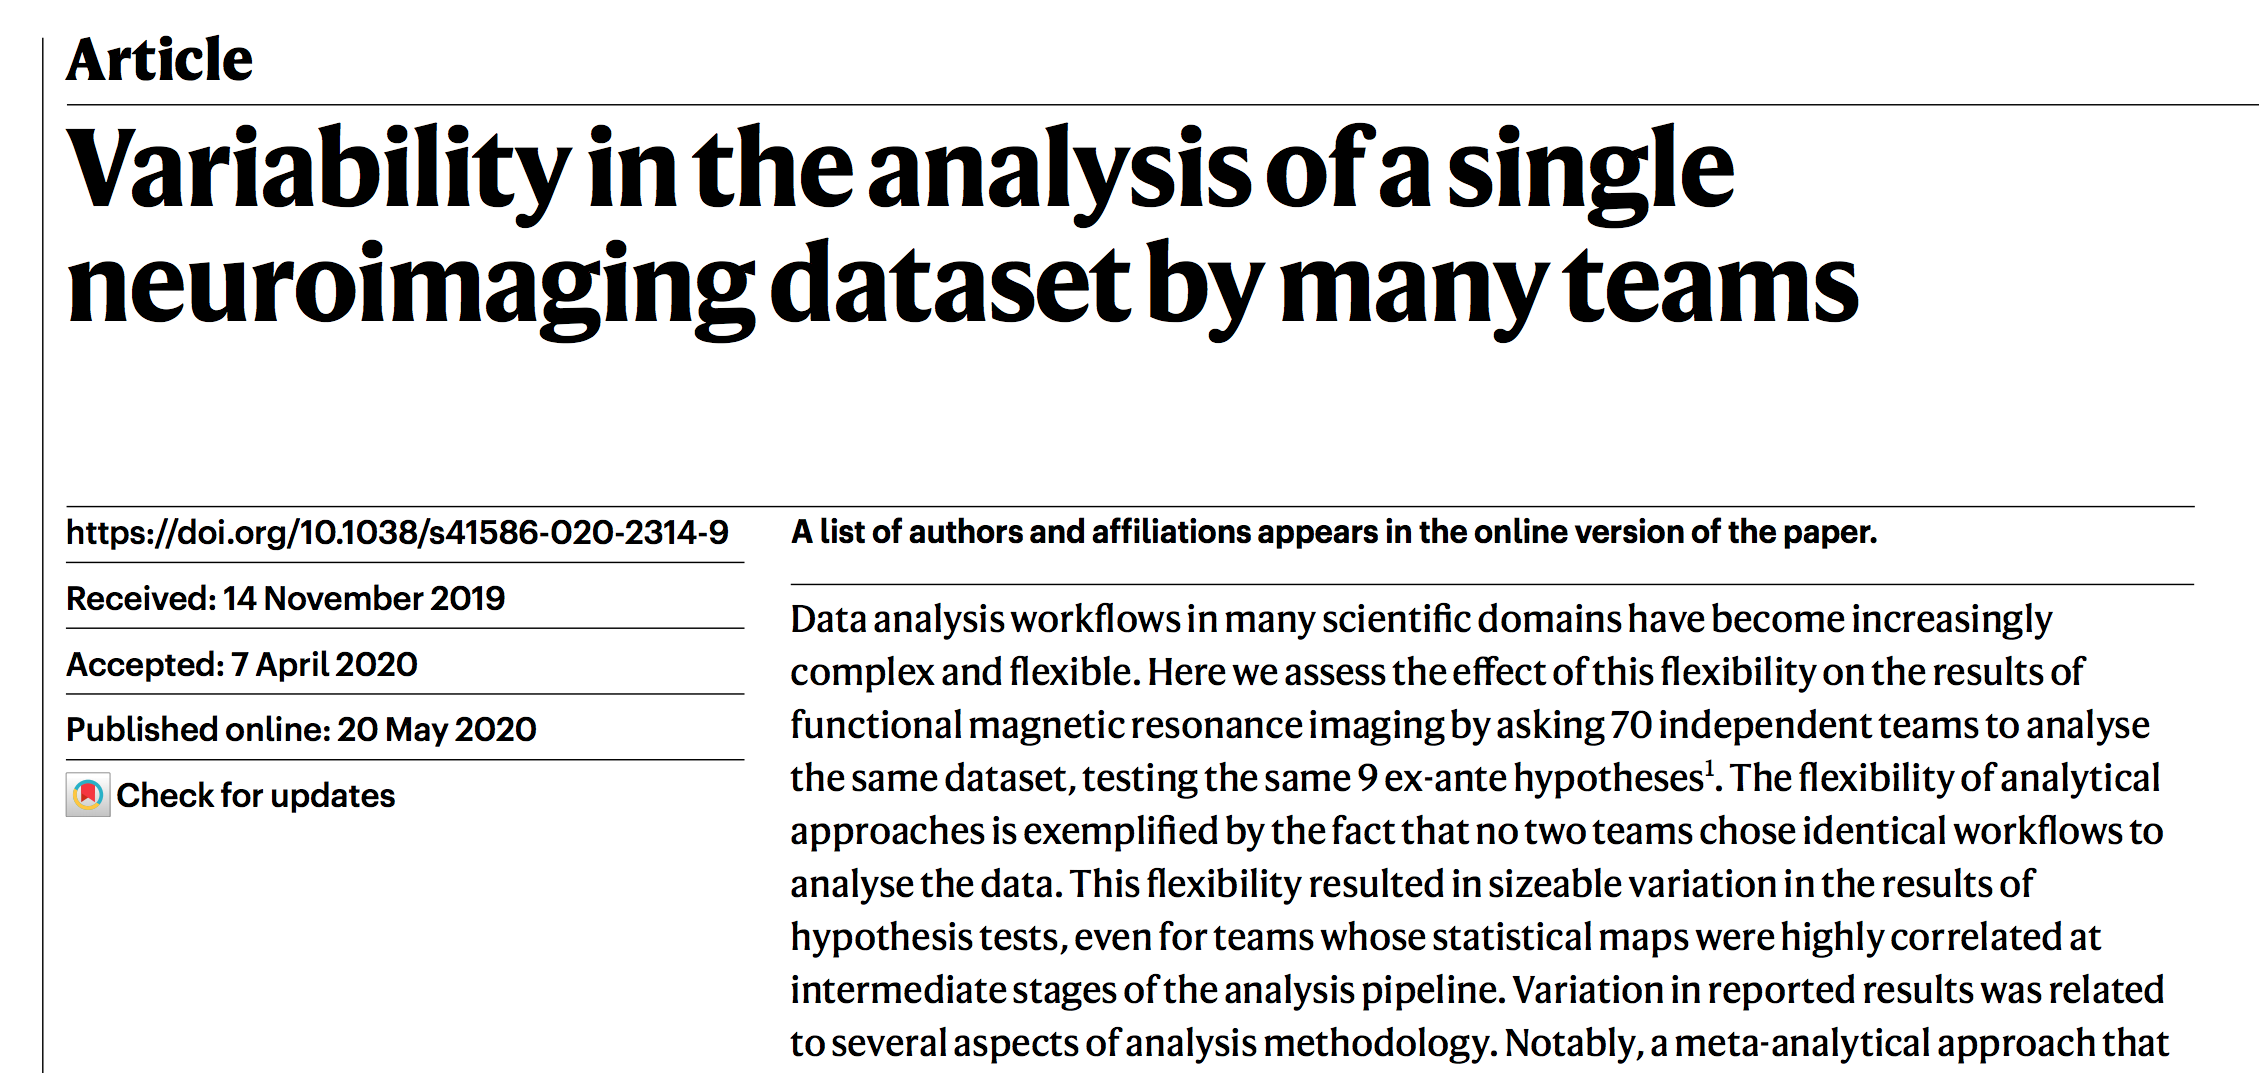 Article
Variability in the analysis of a single
neuroimaging dataset by many teams
https://doi.org/10.1038/s41586-020-2314-9
Received: 14 November 2019
Accepted: 7 April 2020
Published online: 20 May 2020
Check for updates
A list of authors and affiliations appears in the online version of the paper.
Data analysis workflows in many scientific domains have become increasingly
complex and flexible. Here we assess the effect of this flexibility on the results of
functional magnetic resonance imaging by asking 70 independent teams to analyse
the same dataset, testing the same 9 ex-ante hypotheses¹. The flexibility of analytical
approaches is exemplified by the fact that no two teams chose identical workflows to
analyse the data. This flexibility resulted in sizeable variation in the results of
hypothesis tests, even for teams whose statistical maps were highly correlated at
intermediate stages of the analysis pipeline. Variation in reported results was related
to several aspects of analysis methodology. Notably, a meta-analytical approach that